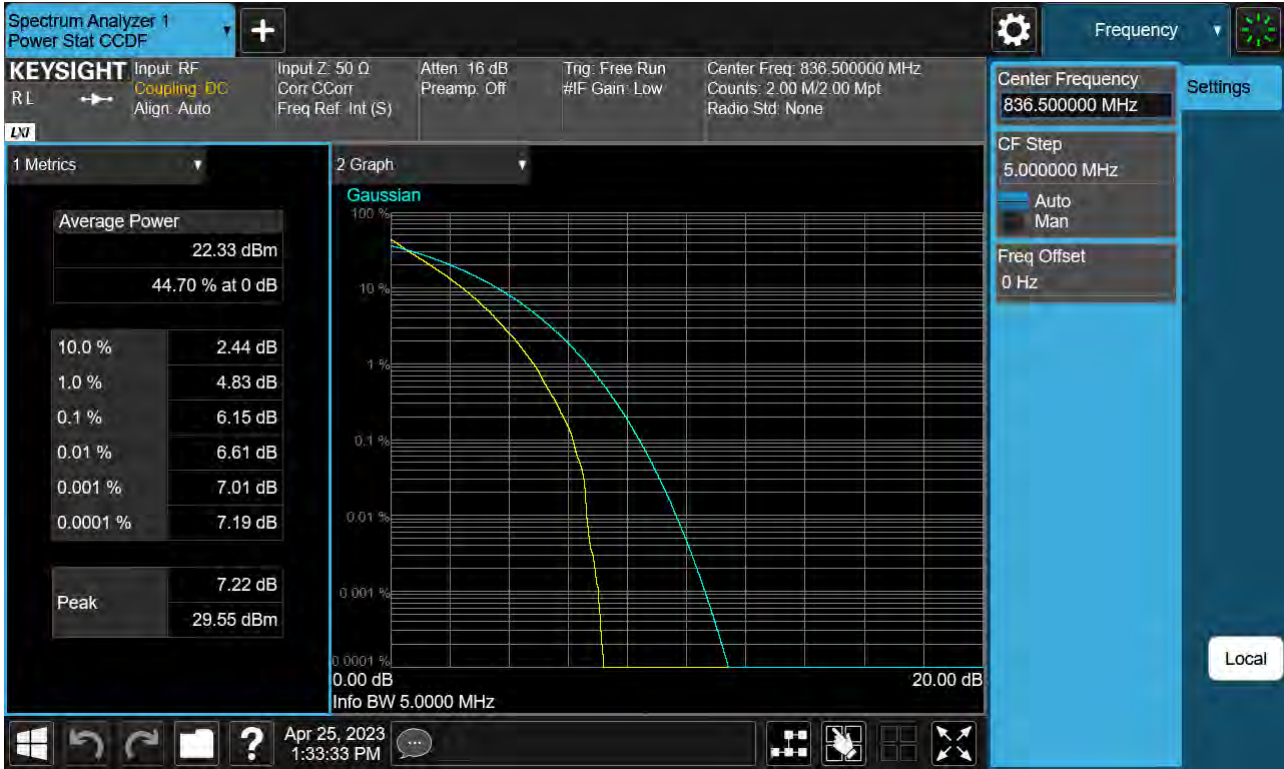 Spectrum Analyzer 1
Power Stat CCDF
Frequency
KEYSIGHT
R L
LXI
Input: RF
Coupling: DC
Align: Auto
Input Z: 50 Ω
Corr CCorr
Freq Ref: Int (S)
Atten: 16 dB
Preamp: Off
Trig: Free Run
#IF Gain: Low
Center Freq: 836.500000 MHz
Counts: 2.00 M/2.00 Mpt
Radio Std: None
Center Frequency
836.500000 MHz
Settings
CF Step
5.000000 MHz
Auto
Man
Freq Offset
0 Hz
1 Metrics
Average Power
22.33 dBm
44.70 % at 0 dB
10.0 % 2.44 dB
1.0 % 4.83 dB
0.1 % 6.15 dB
0.01 % 6.61 dB
0.001 % 7.01 dB
0.0001 % 7.19 dB
Peak
7.22 dB
29.55 dBm
2 Graph
Gaussian
100 %
10 %
1 %
0.1 %
0.01 %
0.001 %
0.0001 %
0.00 dB 20.00 dB
Info BW 5.0000 MHz
Local
?
Apr 25, 2023
1:33:33 PM